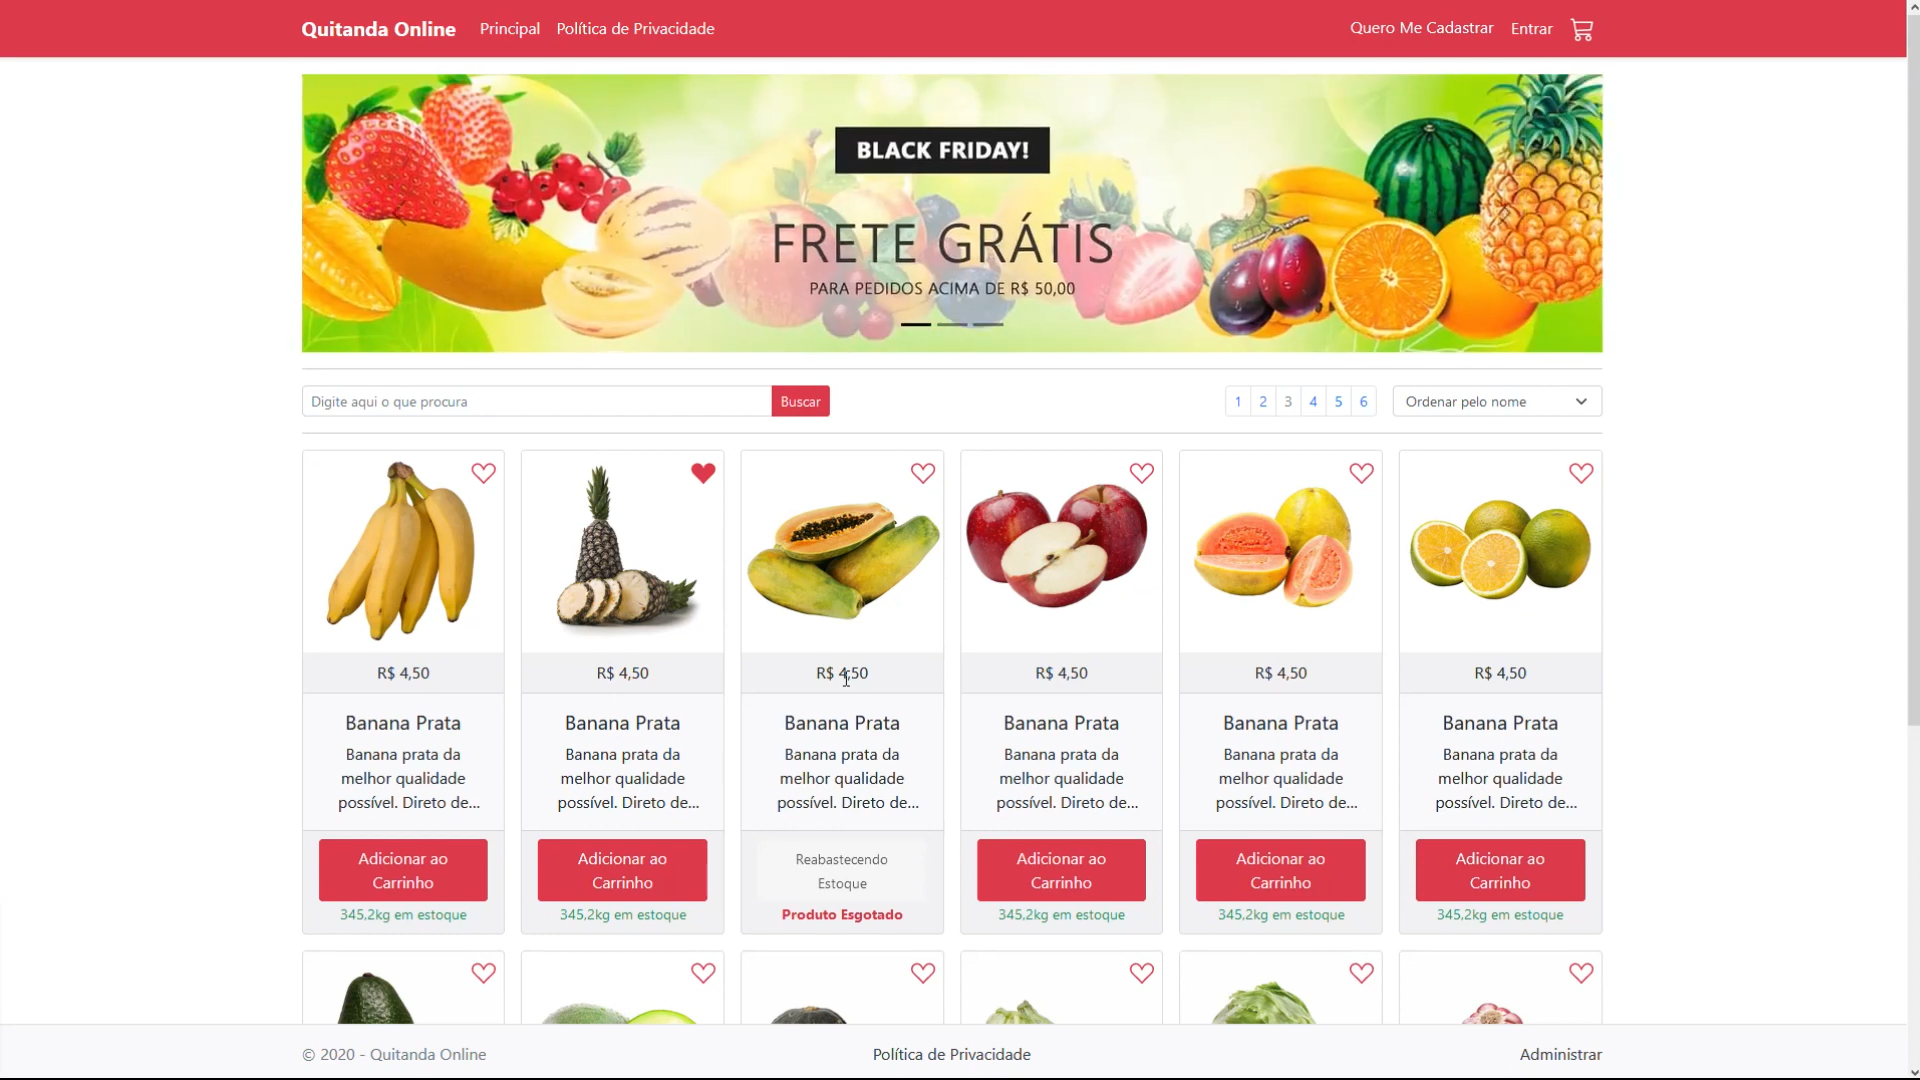 Quitanda Online Principal Política de Privacidade Quero Me Cadastrar Entrar
BLACK FRIDAY!
FRETE GRÁTIS
PARA PEDIDOS ACIMA DE R$ 50,00
Digite aqui o que procura Buscar 1 2 3 4 5 6 Ordenar pelo nome
R$ 4,50 R$ 4,50 R$ 4,50 R$ 4,50 R$ 4,50 R$ 4,50
Banana Prata Banana Prata Banana Prata Banana Prata Banana Prata Banana Prata
Banana prata da Banana prata da Banana prata da Banana prata da Banana prata da Banana prata da
melhor qualidade melhor qualidade melhor qualidade melhor qualidade melhor qualidade melhor qualidade
possível. Direto de... possível. Direto de... possível. Direto de... possível. Direto de... possível. Direto de... possível. Direto de...
Adicionar ao Adicionar ao Reabastecendo Adicionar ao Adicionar ao Adicionar ao
Carrinho Carrinho Estoque Carrinho Carrinho Carrinho
345,2kg em estoque 345,2kg em estoque Produto Esgotado 345,2kg em estoque 345,2kg em estoque 345,2kg em estoque
© 2020 - Quitanda Online Política de Privacidade Administrar